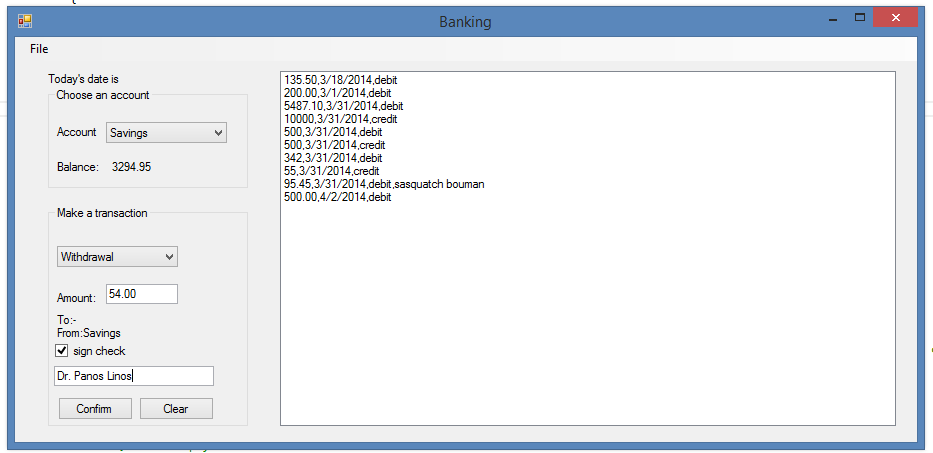 Banking
File
Today's date is
Choose an account
Account Savings
Balance: 3294.95
Make a transaction
Withdrawal
Amount: 54.00
To:-
From:Savings
sign check
Dr. Panos Linos
Confirm Clear
135.50,3/18/2014,debit
200.00,3/1/2014,debit
5487.10,3/31/2014,debit
10000,3/31/2014,credit
500,3/31/2014,debit
500,3/31/2014,credit
342,3/31/2014,debit
55,3/31/2014,credit
95.45,3/31/2014,debit,sasquatch bouman
500.00,4/2/2014,debit